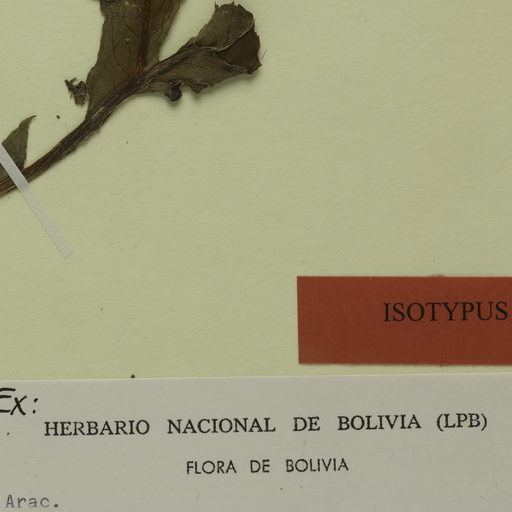 ISOTYPUS
Ex:
HERBARIO NACIONAL DE BOLIVIA (LPB)
FLORA DE BOLIVIA
Arac.